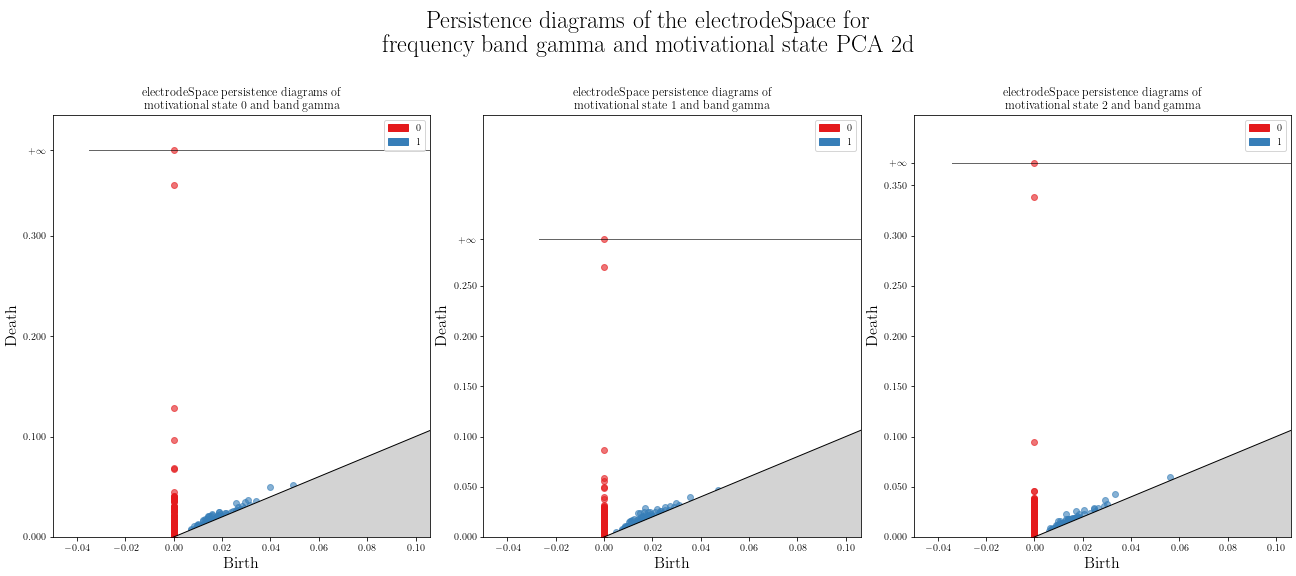 Persistence diagrams of the electrodeSpace for
frequency band gamma and motivational state PCA 2d
electrodeSpace persistence diagrams of
motivational state 0 and band gamma
0
1
+∞
0.300
0.200
0.100
0.000
Death
−0.04 −0.02 0.00 0.02 0.04 0.06 0.08 0.10
Birth
electrodeSpace persistence diagrams of
motivational state 1 and band gamma
0
1
+∞
0.250
0.200
0.150
0.100
0.050
0.000
Death
−0.04 −0.02 0.00 0.02 0.04 0.06 0.08 0.10
Birth
electrodeSpace persistence diagrams of
motivational state 2 and band gamma
0
1
+∞
0.350
0.300
0.250
0.200
0.150
0.100
0.050
0.000
Death
−0.04 −0.02 0.00 0.02 0.04 0.06 0.08 0.10
Birth